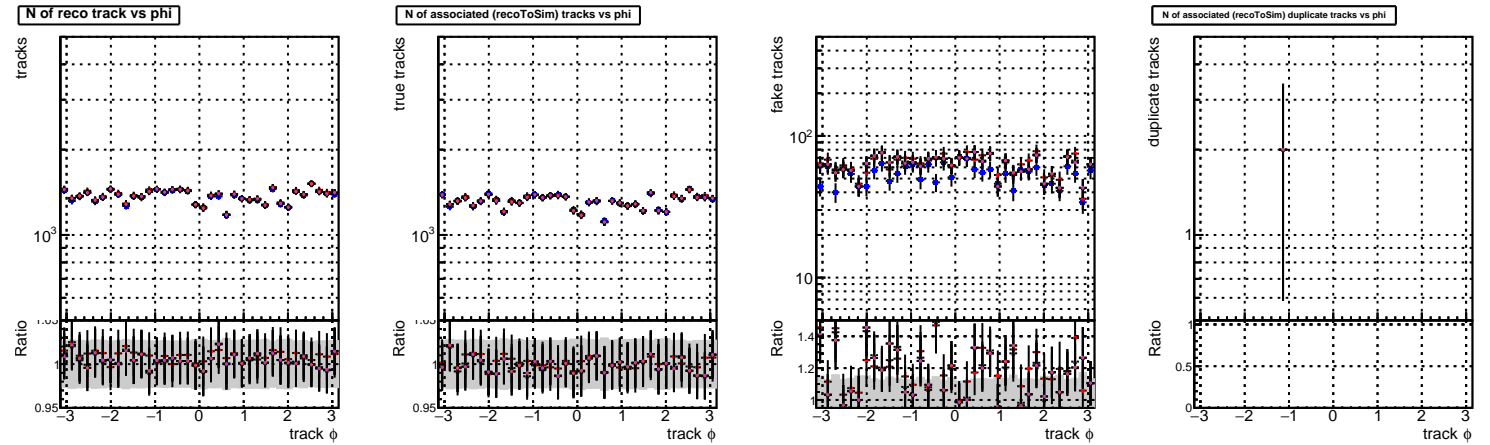 N of reco track vs phi
tracks
10³
Ratio
1
0.95
−3 −2 −1 0 1 2 3
track ϕ
N of associated (recoToSim) tracks vs phi
true tracks
10³
Ratio
1
0.95
−3 −2 −1 0 1 2 3
track ϕ
fake tracks
10²
10
Ratio
1.4
1.2
1
−3 −2 −1 0 1 2 3
track ϕ
N of associated (recoToSim) duplicate tracks vs phi
duplicate tracks
1
Ratio
1
0.5
0
−3 −2 −1 0 1 2 3
track ϕ